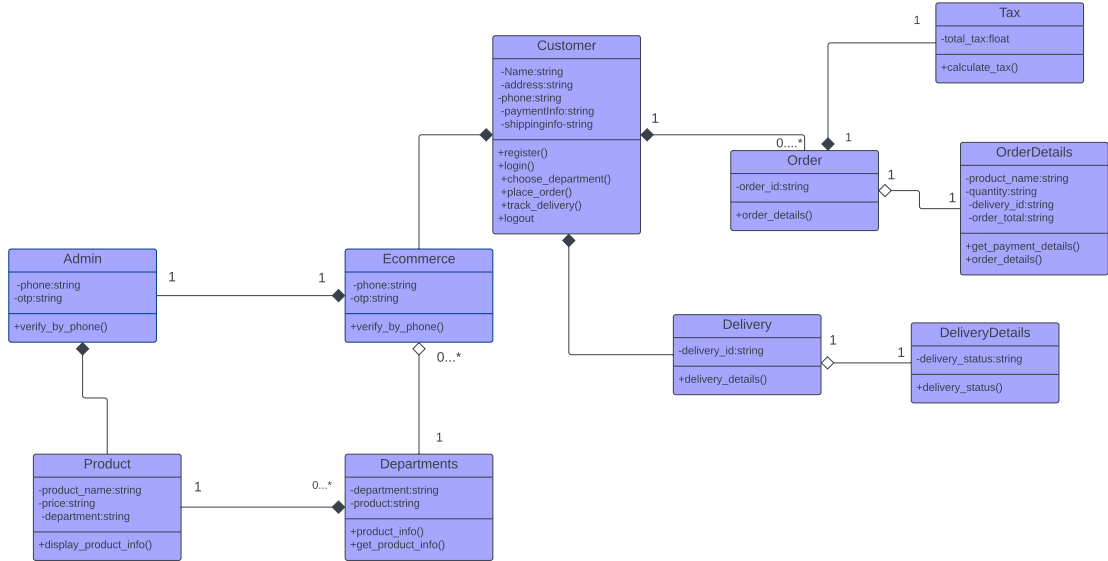 Tax
-total_tax:float
+calculate_tax()
1
Customer
-Name:string
-address:string
-phone:string
-paymentInfo:string
-shippinginfo-string
+register()
+login()
+choose_department()
+place_order()
+track_delivery()
+logout
1
0....*
1
Order
-order_id:string
+order_details()
1
1
OrderDetails
-product_name:string
-quantity:string
-delivery_id:string
-order_total:string
+get_payment_details()
+order_details()
Admin
-phone:string
-otp:string
+verify_by_phone()
1
1
Ecommerce
-phone:string
-otp:string
+verify_by_phone()
0...*
1
Delivery
-delivery_id:string
+delivery_details()
1
1
DeliveryDetails
-delivery_status:string
+delivery_status()
Product
-product_name:string
-price:string
-department:string
+display_product_info()
1
0...*
Departments
-department:string
-product:string
+product_info()
+get_product_info()